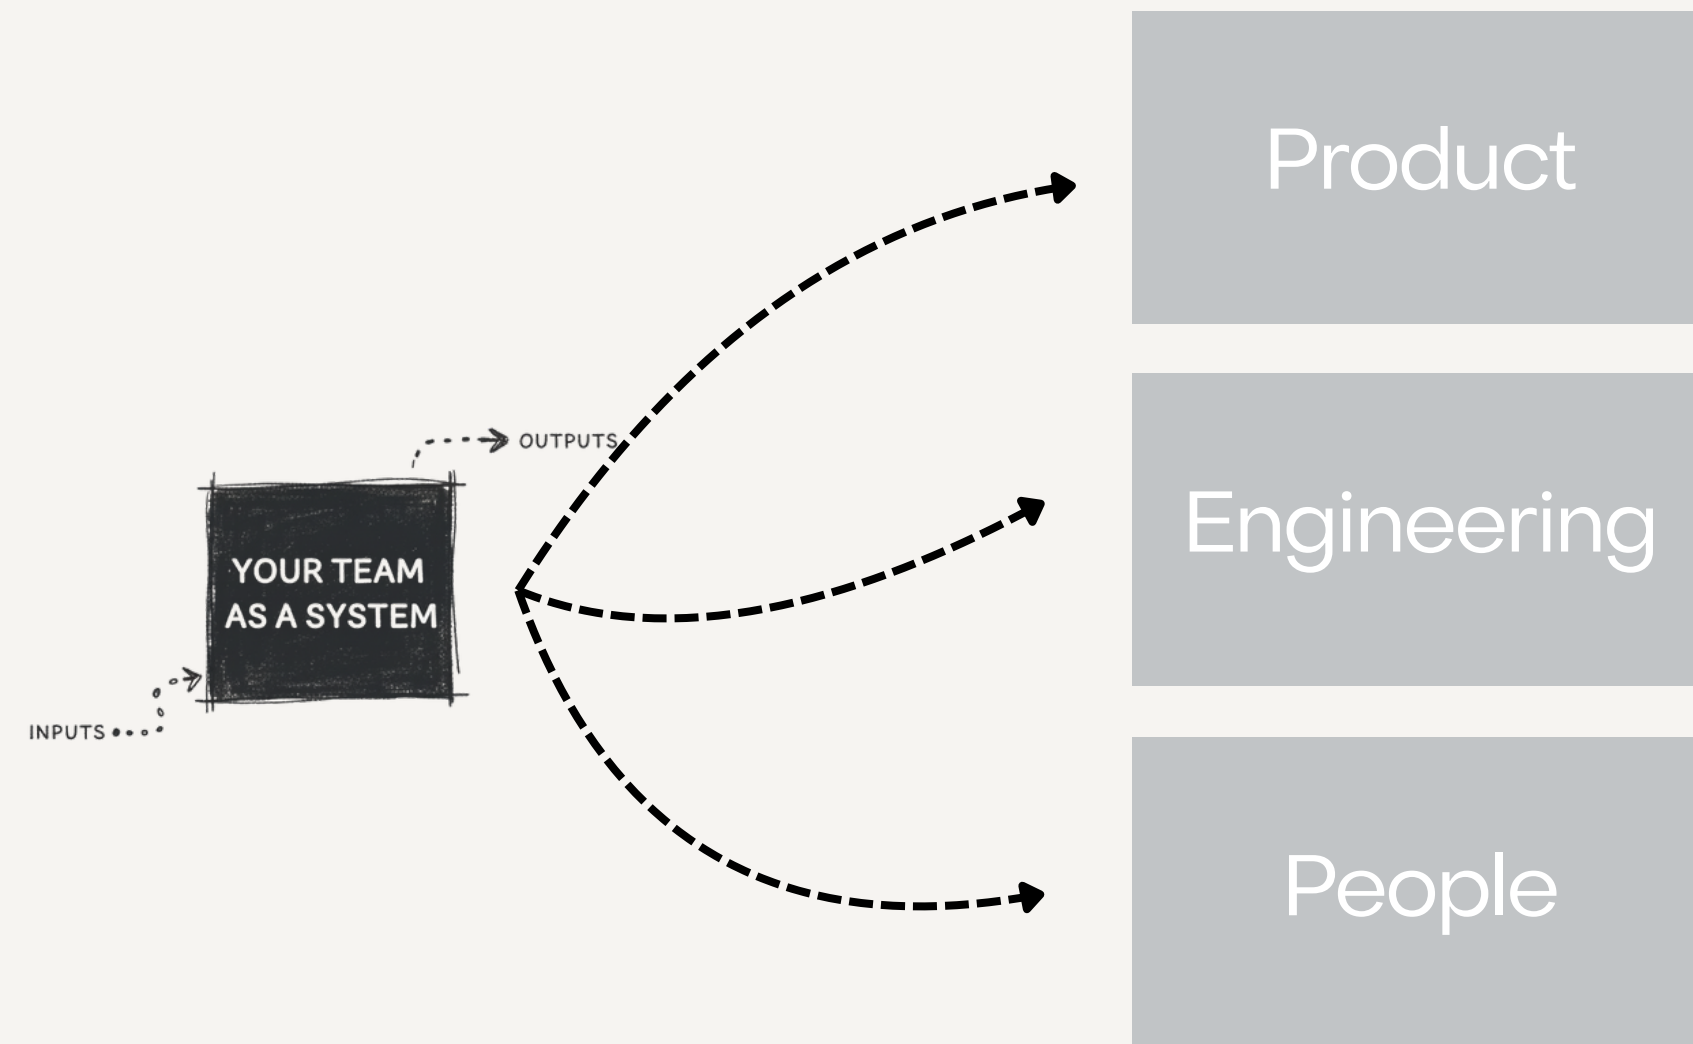 Product
OUTPUTS
YOUR TEAM
AS A SYSTEM
Engineering
INPUTS
People